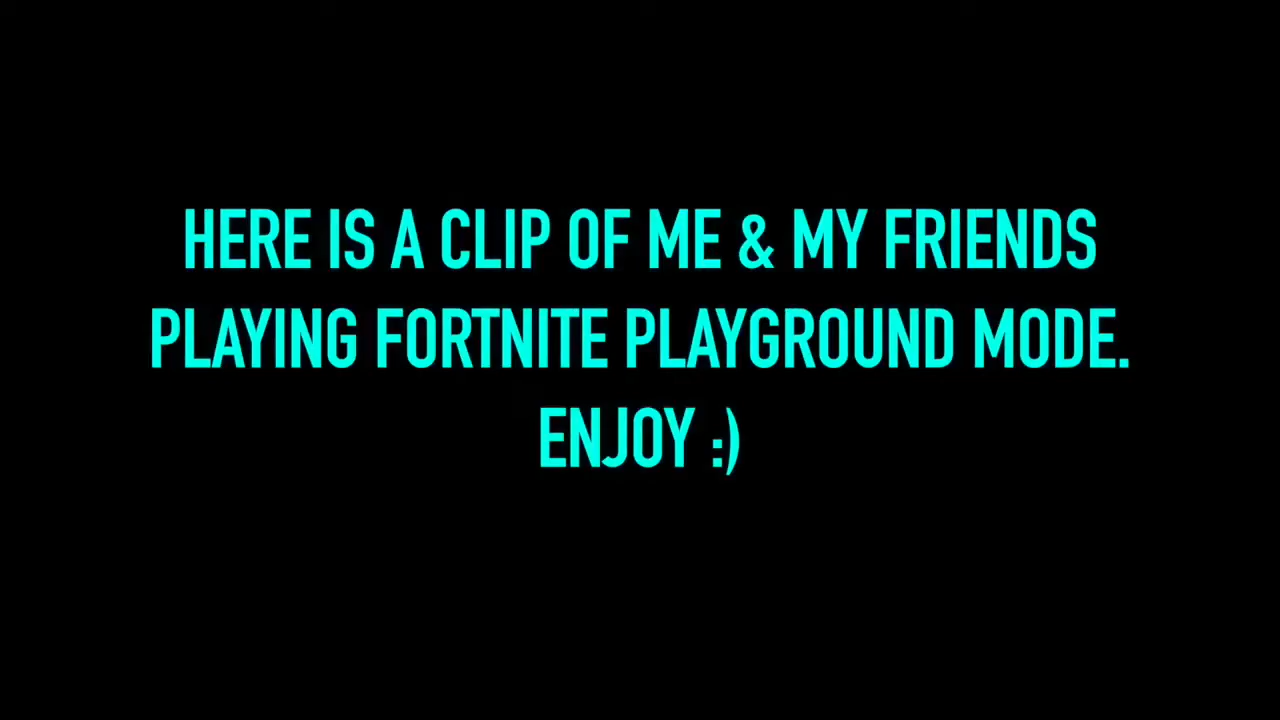 HERE IS A CLIP OF ME & MY FRIENDS
PLAYING FORTNITE PLAYGROUND MODE.
ENJOY :)